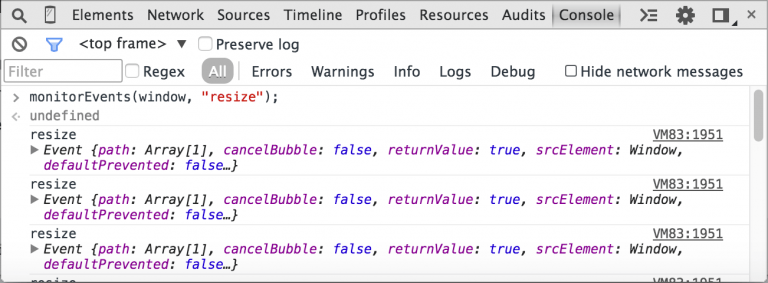 Elements Network Sources Timeline Profiles Resources Audits Console
<top frame> ▼ Preserve log
Filter Regex All Errors Warnings Info Logs Debug Hide network messages
> monitorEvents(window, "resize");
undefined
resize VM83:1951
▶ Event {path: Array[1], cancelBubble: false, returnValue: true, srcElement: Window,
defaultPrevented: false…}
resize VM83:1951
▶ Event {path: Array[1], cancelBubble: false, returnValue: true, srcElement: Window,
defaultPrevented: false…}
resize VM83:1951
▶ Event {path: Array[1], cancelBubble: false, returnValue: true, srcElement: Window,
defaultPrevented: false…}
resize VM83:1951